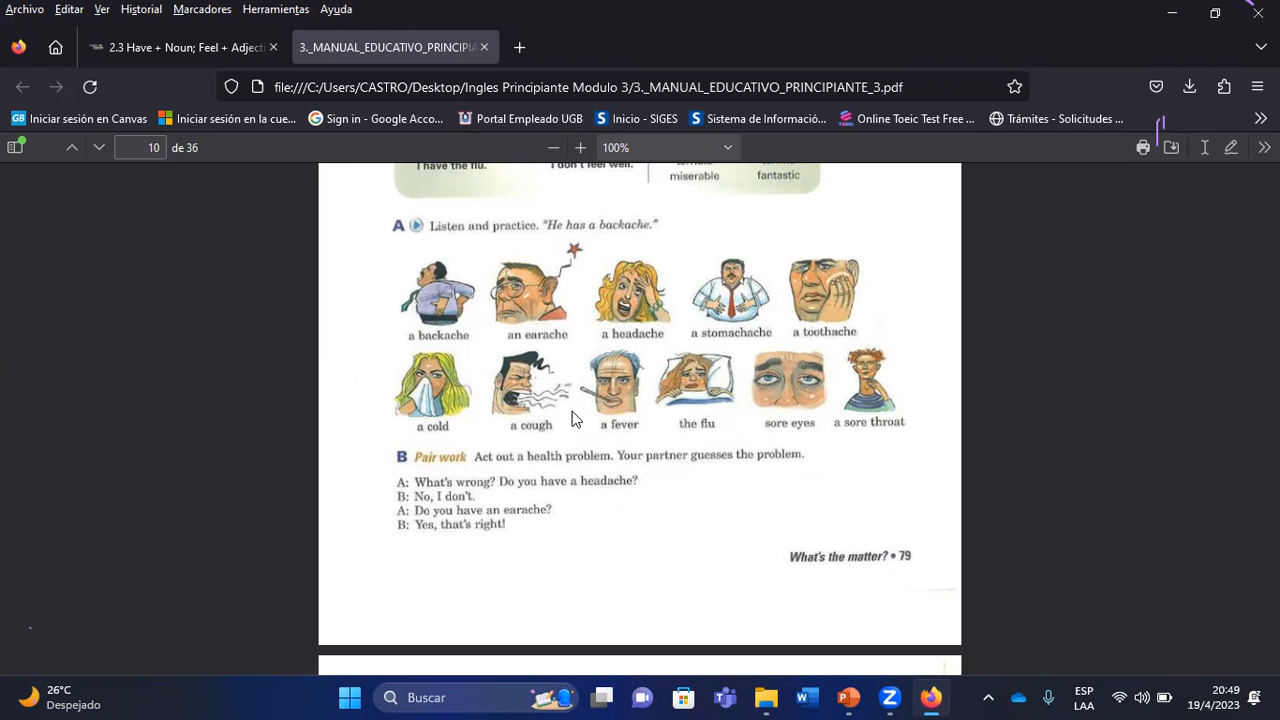 Archivo Editar Ver Historial Marcadores Herramientas Ayuda
2.3 Have + Noun; Feel + Adjecti
3._MANUAL_EDUCATIVO_PRINCIPIA
file:///C:/Users/CASTRO/Desktop/Ingles Principiante Modulo 3/3._MANUAL_EDUCATIVO_PRINCIPIANTE_3.pdf
GB Iniciar sesión en Canvas
Iniciar sesión en la cue...
Sign in - Google Acco...
Portal Empleado UGB
S Inicio - SIGES
S Sistema de Informació...
Online Toeic Test Free ...
Trámites - Solicitudes ...
10 de 36
100%
I have the flu. I don't feel well.
miserable fantastic
A Listen and practice. "He has a backache."
a backache an earache a headache a stomachache a toothache
a cold a cough a fever the flu sore eyes a sore throat
B Pair work Act out a health problem. Your partner guesses the problem.
A: What's wrong? Do you have a headache?
B: No, I don't.
A: Do you have an earache?
B: Yes, that's right!
What's the matter? • 79
26°C
Despejado
Buscar
ESP
LAA
20:49
19/4/2023